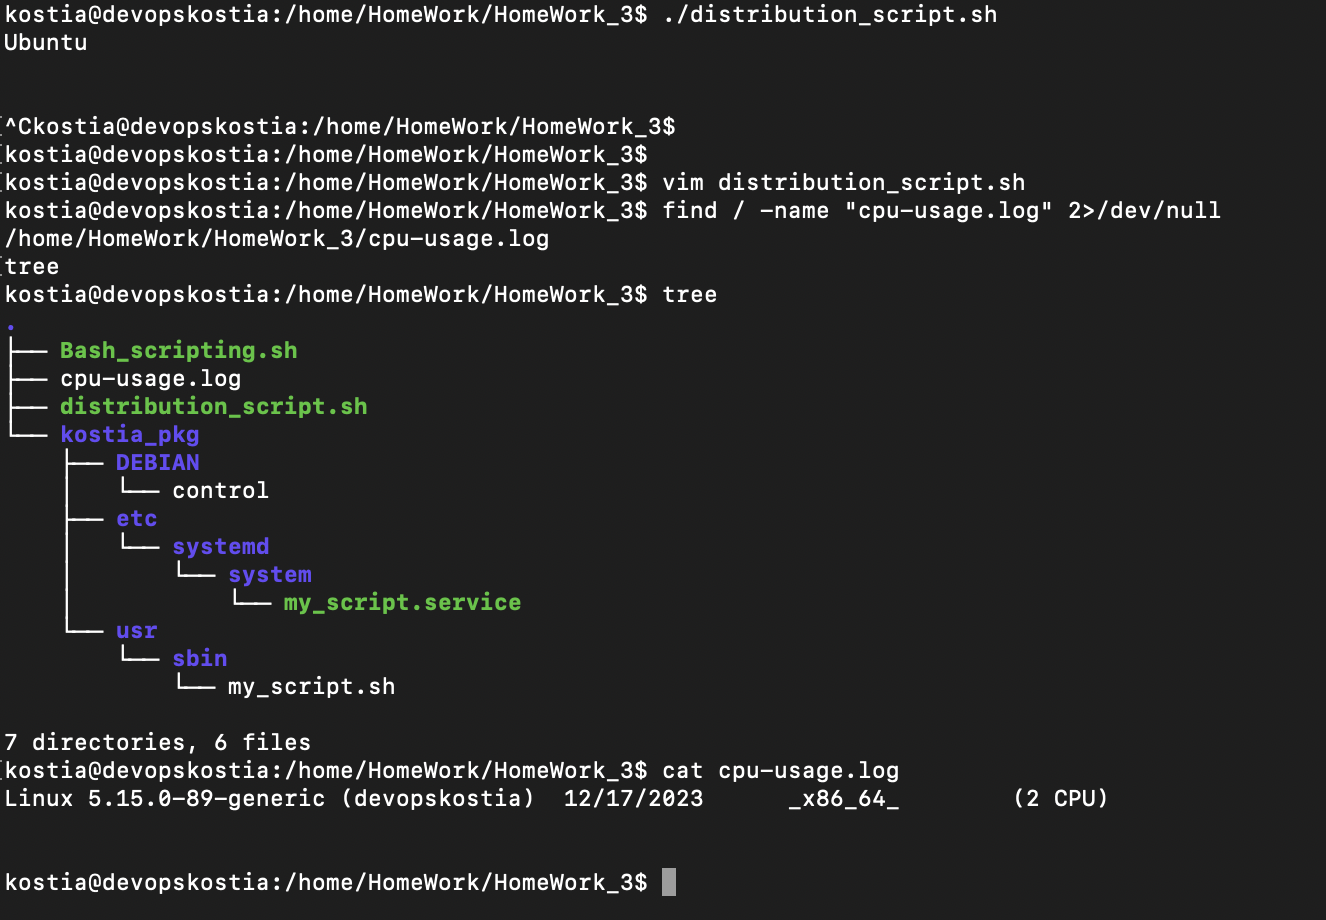 kostia@devopskostia:/home/HomeWork/HomeWork_3$ ./distribution_script.sh
Ubuntu
^Ckostia@devopskostia:/home/HomeWork/HomeWork_3$
kostia@devopskostia:/home/HomeWork/HomeWork_3$
kostia@devopskostia:/home/HomeWork/HomeWork_3$ vim distribution_script.sh
kostia@devopskostia:/home/HomeWork/HomeWork_3$ find / -name "cpu-usage.log" 2>/dev/null
/home/HomeWork/HomeWork_3/cpu-usage.log
tree
kostia@devopskostia:/home/HomeWork/HomeWork_3$ tree
.
├── Bash_scripting.sh
├── cpu-usage.log
├── distribution_script.sh
└── kostia_pkg
    ├── DEBIAN
    │   └── control
    ├── etc
    │   └── systemd
    │       └── system
    │           └── my_script.service
    └── usr
        └── sbin
            └── my_script.sh
7 directories, 6 files
kostia@devopskostia:/home/HomeWork/HomeWork_3$ cat cpu-usage.log
Linux 5.15.0-89-generic (devopskostia)  12/17/2023      _x86_64_        (2 CPU)
kostia@devopskostia:/home/HomeWork/HomeWork_3$